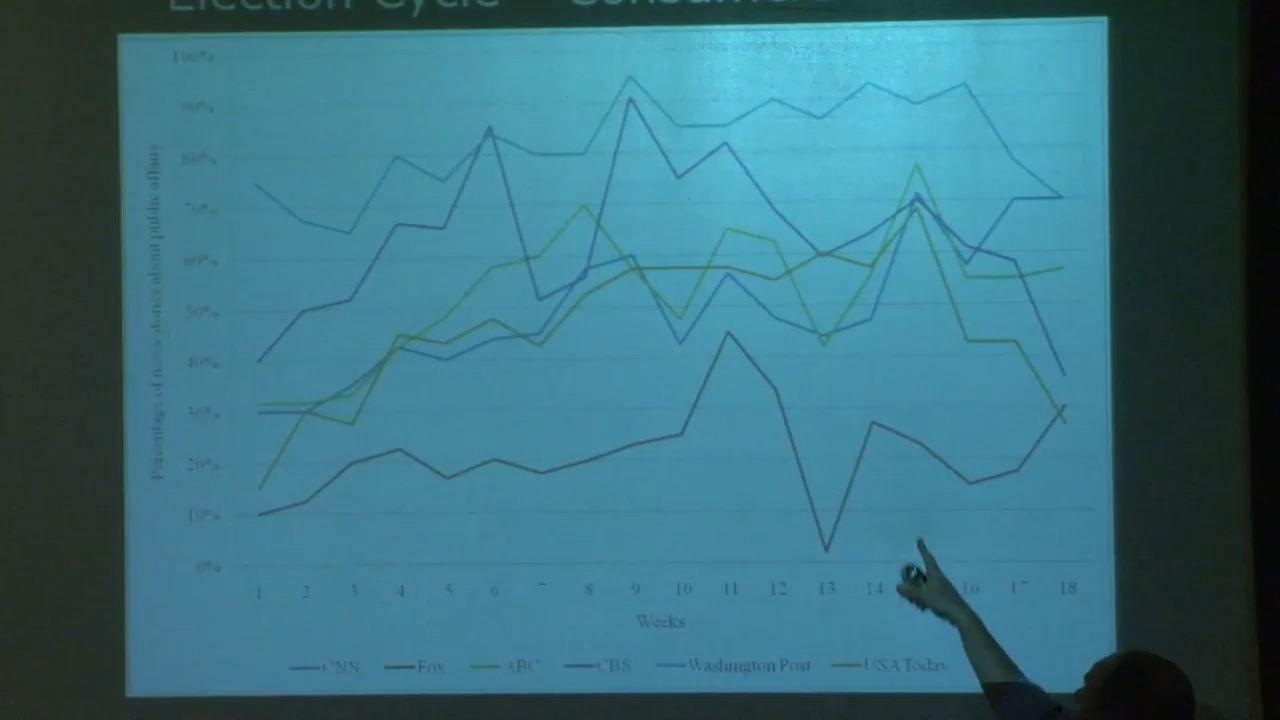 Election Cycle - Consumers
100%
90%
80%
70%
60%
50%
40%
30%
20%
10%
0%
Percentage of news stories about public affairs
1 2 3 4 5 6 7 8 9 10 11 12 13 14 16 17 18
Weeks
CNN Fox ABC CBS Washington Post USA Today